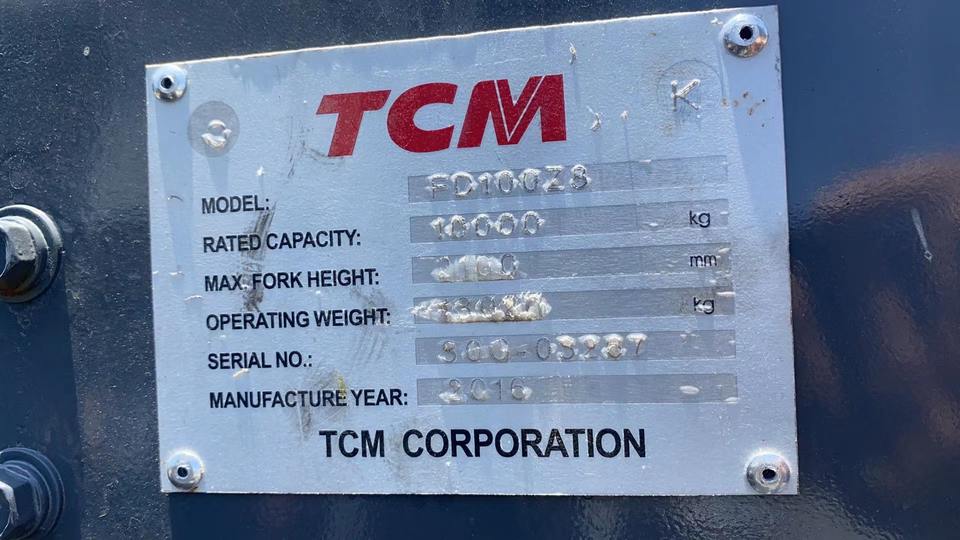 TCM
K
MODEL: FD100Z8
RATED CAPACITY: 10000 kg
MAX. FORK HEIGHT: mm
OPERATING WEIGHT: kg
SERIAL NO.:
MANUFACTURE YEAR: 2016
TCM CORPORATION